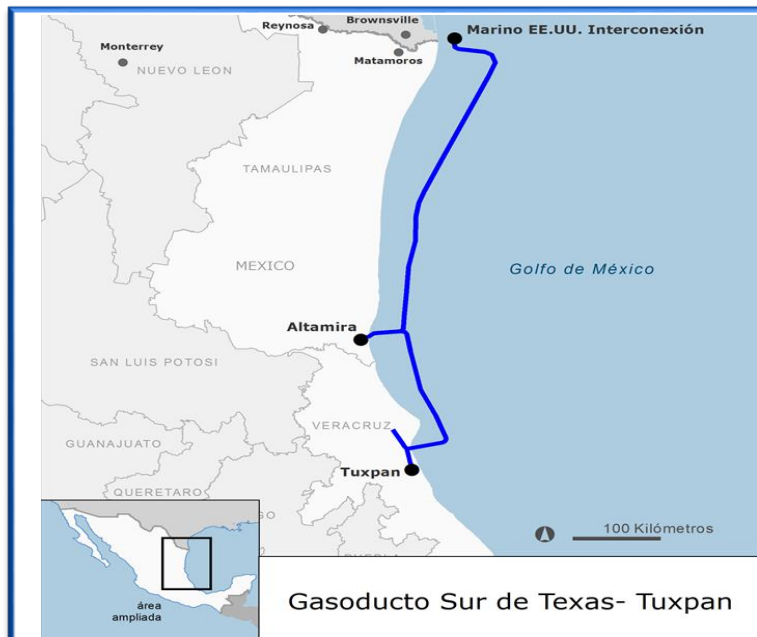 Brownsville
Reynosa
Marino EE.UU. Interconexión
Monterrey
Matamoros
NUEVO LEON
TAMAULIPAS
MEXICO
Golfo de México
Altamira
SAN LUIS POTOSI
VERACRUZ
GUANAJUATO
Tuxpan
QUERETARO
100 Kilómetros
área
ampliada
Gasoducto Sur de Texas- Tuxpan